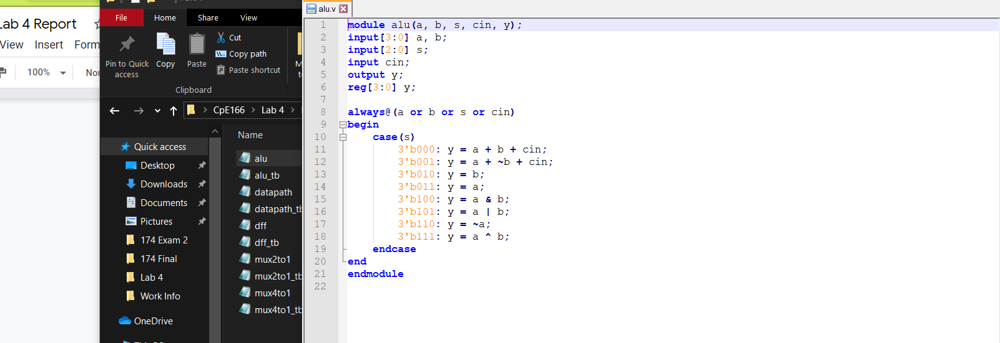 Lab 4 Report
View Insert Form
100% Nor
File Home Share View
Pin to Quick access
Copy
Paste
Cut
Copy path
Paste shortcut
Clipboard
CpE166 > Lab 4 >
Quick access
Desktop
Downloads
Documents
Pictures
174 Exam 2
174 Final
Lab 4
Work Info
OneDrive
Name
alu
alu_tb
datapath
datapath_tb
dff
dff_tb
mux2to1
mux2to1_tb
mux4to1
mux4to1_tb
alu.v
1 module alu(a, b, s, cin, y);
2 input[3:0] a, b;
3 input[2:0] s;
4 input cin;
5 output y;
6 reg[3:0] y;
7
8 always@(a or b or s or cin)
9 begin
10 case(s)
11 3'b000: y = a + b + cin;
12 3'b001: y = a + ~b + cin;
13 3'b010: y = b;
14 3'b011: y = a;
15 3'b100: y = a & b;
16 3'b101: y = a | b;
17 3'b110: y = ~a;
18 3'b111: y = a ^ b;
19 endcase
20 end
21 endmodule
22